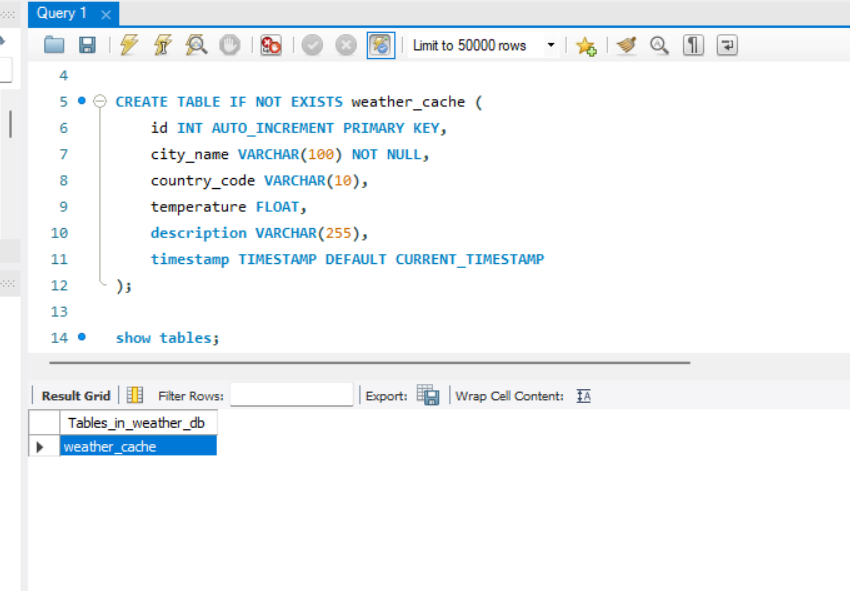 Query 1
Limit to 50000 rows
4
5 CREATE TABLE IF NOT EXISTS weather_cache (
6 id INT AUTO_INCREMENT PRIMARY KEY,
7 city_name VARCHAR(100) NOT NULL,
8 country_code VARCHAR(10),
9 temperature FLOAT,
10 description VARCHAR(255),
11 timestamp TIMESTAMP DEFAULT CURRENT_TIMESTAMP
12 );
13
14 show tables;
Result Grid Filter Rows: Export: Wrap Cell Content:
Tables_in_weather_db
weather_cache